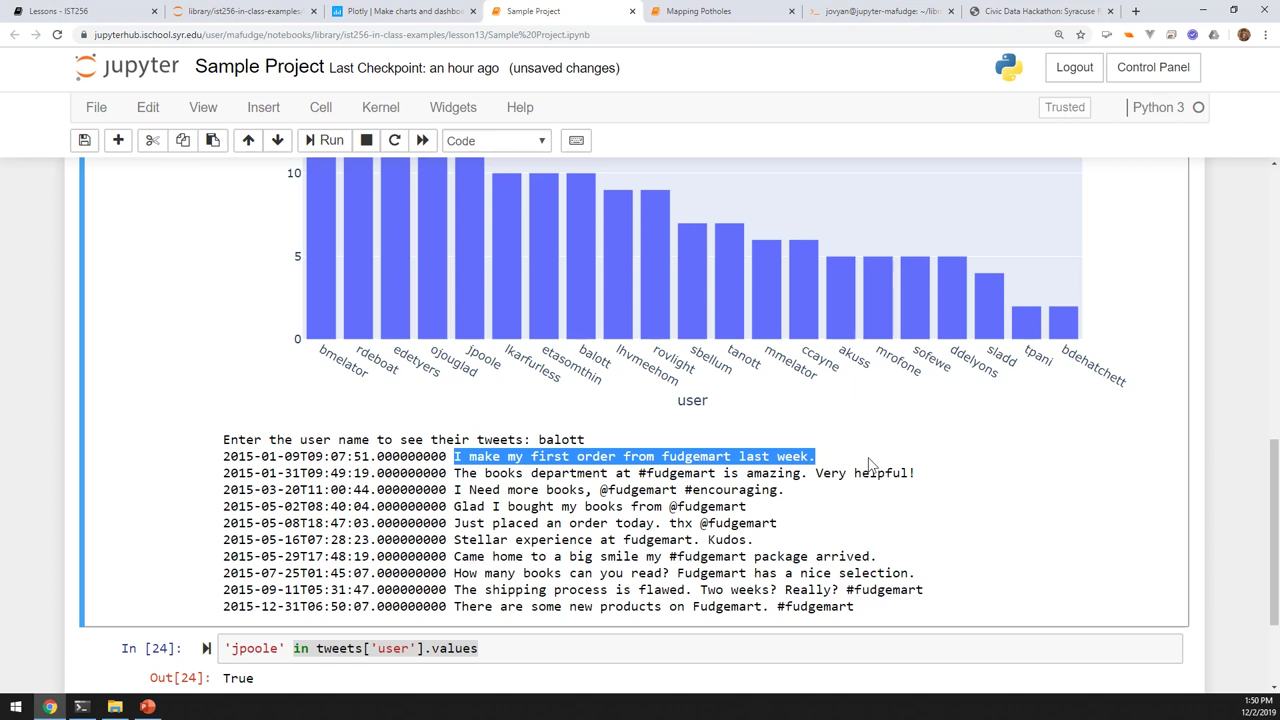 Lessons - IST256
library/ist256-in-class-examples/
Plotly | Make charts and dashboa
Sample Project
Mapping Potholes
jovyan@jupyter-mafudge: ~/libr
Civic Data Hackathon: Syracuse R
jupyterhub.ischool.syr.edu/user/mafudge/notebooks/library/ist256-in-class-examples/lesson13/Sample%20Project.ipynb
jupyter Sample Project Last Checkpoint: an hour ago (unsaved changes)
Logout
Control Panel
File Edit View Insert Cell Kernel Widgets Help
Trusted
Python 3
Run
Code
10
5
0
bmelator
rdeboat
edetyers
ojouglad
jpoole
lkarfurless
etasomthin
balott
lhvmeehom
rovlight
sbellum
tanott
mmelator
ccayne
akuss
mrofone
sofewe
ddelyons
sladd
tpani
bdehatchett
user
Enter the user name to see their tweets: balott
2015-01-09T09:07:51.000000000 I make my first order from fudgemart last week.
2015-01-31T09:49:19.000000000 The books department at #fudgemart is amazing. Very helpful!
2015-03-20T11:00:44.000000000 I Need more books, @fudgemart #encouraging.
2015-05-02T08:40:04.000000000 Glad I bought my books from @fudgemart
2015-05-08T18:47:03.000000000 Just placed an order today. thx @fudgemart
2015-05-16T07:28:23.000000000 Stellar experience at fudgemart. Kudos.
2015-05-29T17:48:19.000000000 Came home to a big smile my #fudgemart package arrived.
2015-07-25T01:45:07.000000000 How many books can you read? Fudgemart has a nice selection.
2015-09-11T05:31:47.000000000 The shipping process is flawed. Two weeks? Really? #fudgemart
2015-12-31T06:50:07.000000000 There are some new products on Fudgemart. #fudgemart
In [24]: 'jpoole' in tweets['user'].values
Out[24]: True
1:50 PM
12/2/2019